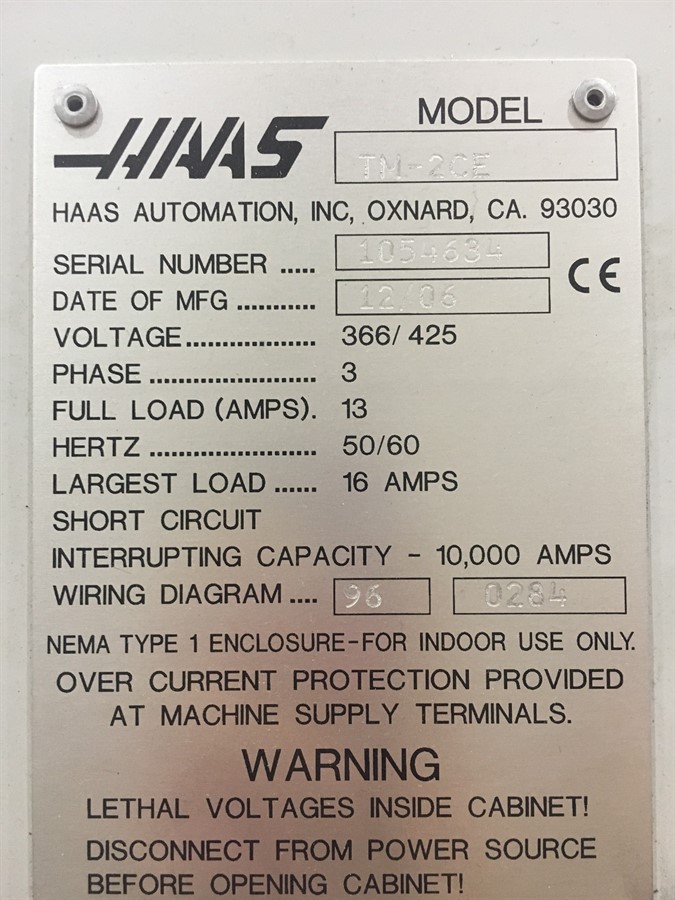 HAAS
MODEL TM-2CE
HAAS AUTOMATION, INC, OXNARD, CA. 93030
SERIAL NUMBER ..... 1054634
CE
DATE OF MFG ........... 12/06
VOLTAGE.................. 366/425
PHASE ....................... 3
FULL LOAD (AMPS). 13
HERTZ ....................... 50/60
LARGEST LOAD ...... 16 AMPS
SHORT CIRCUIT
INTERRUPTING CAPACITY - 10,000 AMPS
WIRING DIAGRAM .... 96 0284
NEMA TYPE 1 ENCLOSURE-FOR INDOOR USE ONLY.
OVER CURRENT PROTECTION PROVIDED
AT MACHINE SUPPLY TERMINALS.
WARNING
LETHAL VOLTAGES INSIDE CABINET!
DISCONNECT FROM POWER SOURCE
BEFORE OPENING CABINET!